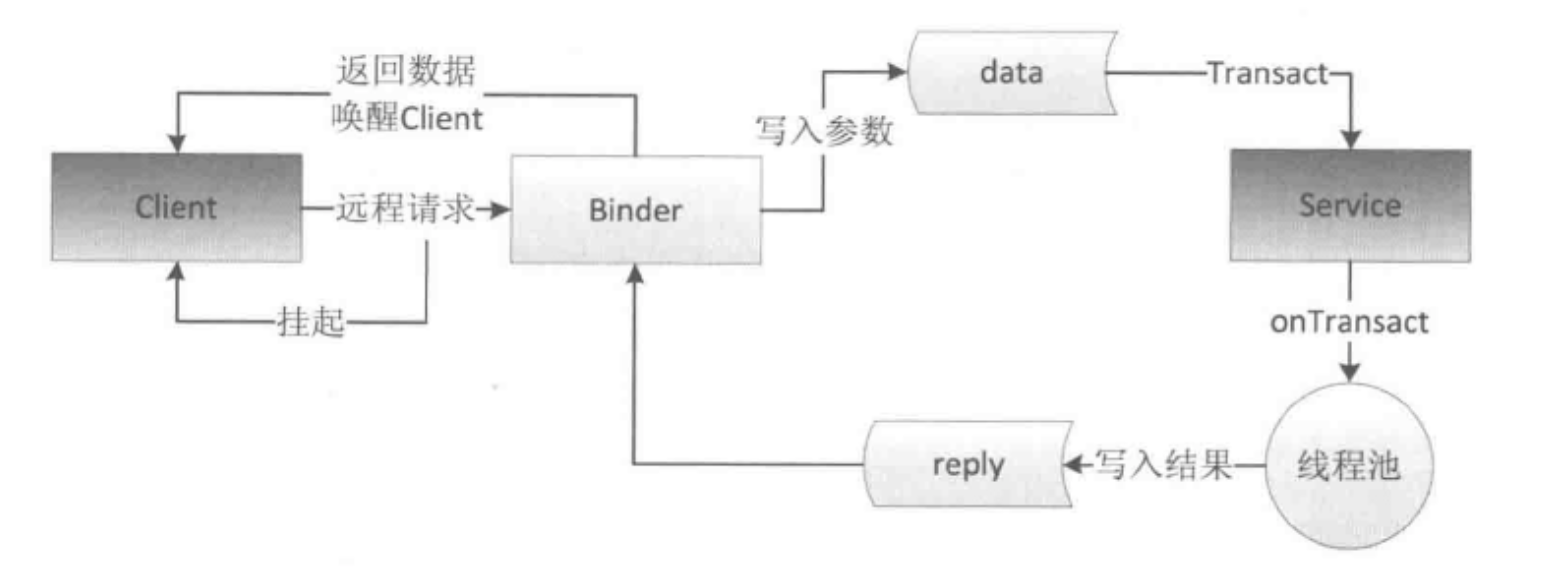 返回数据
唤醒Client
data
Transact
写入参数
Client
远程请求
Binder
Service
挂起
onTransact
reply
写入结果
线程池